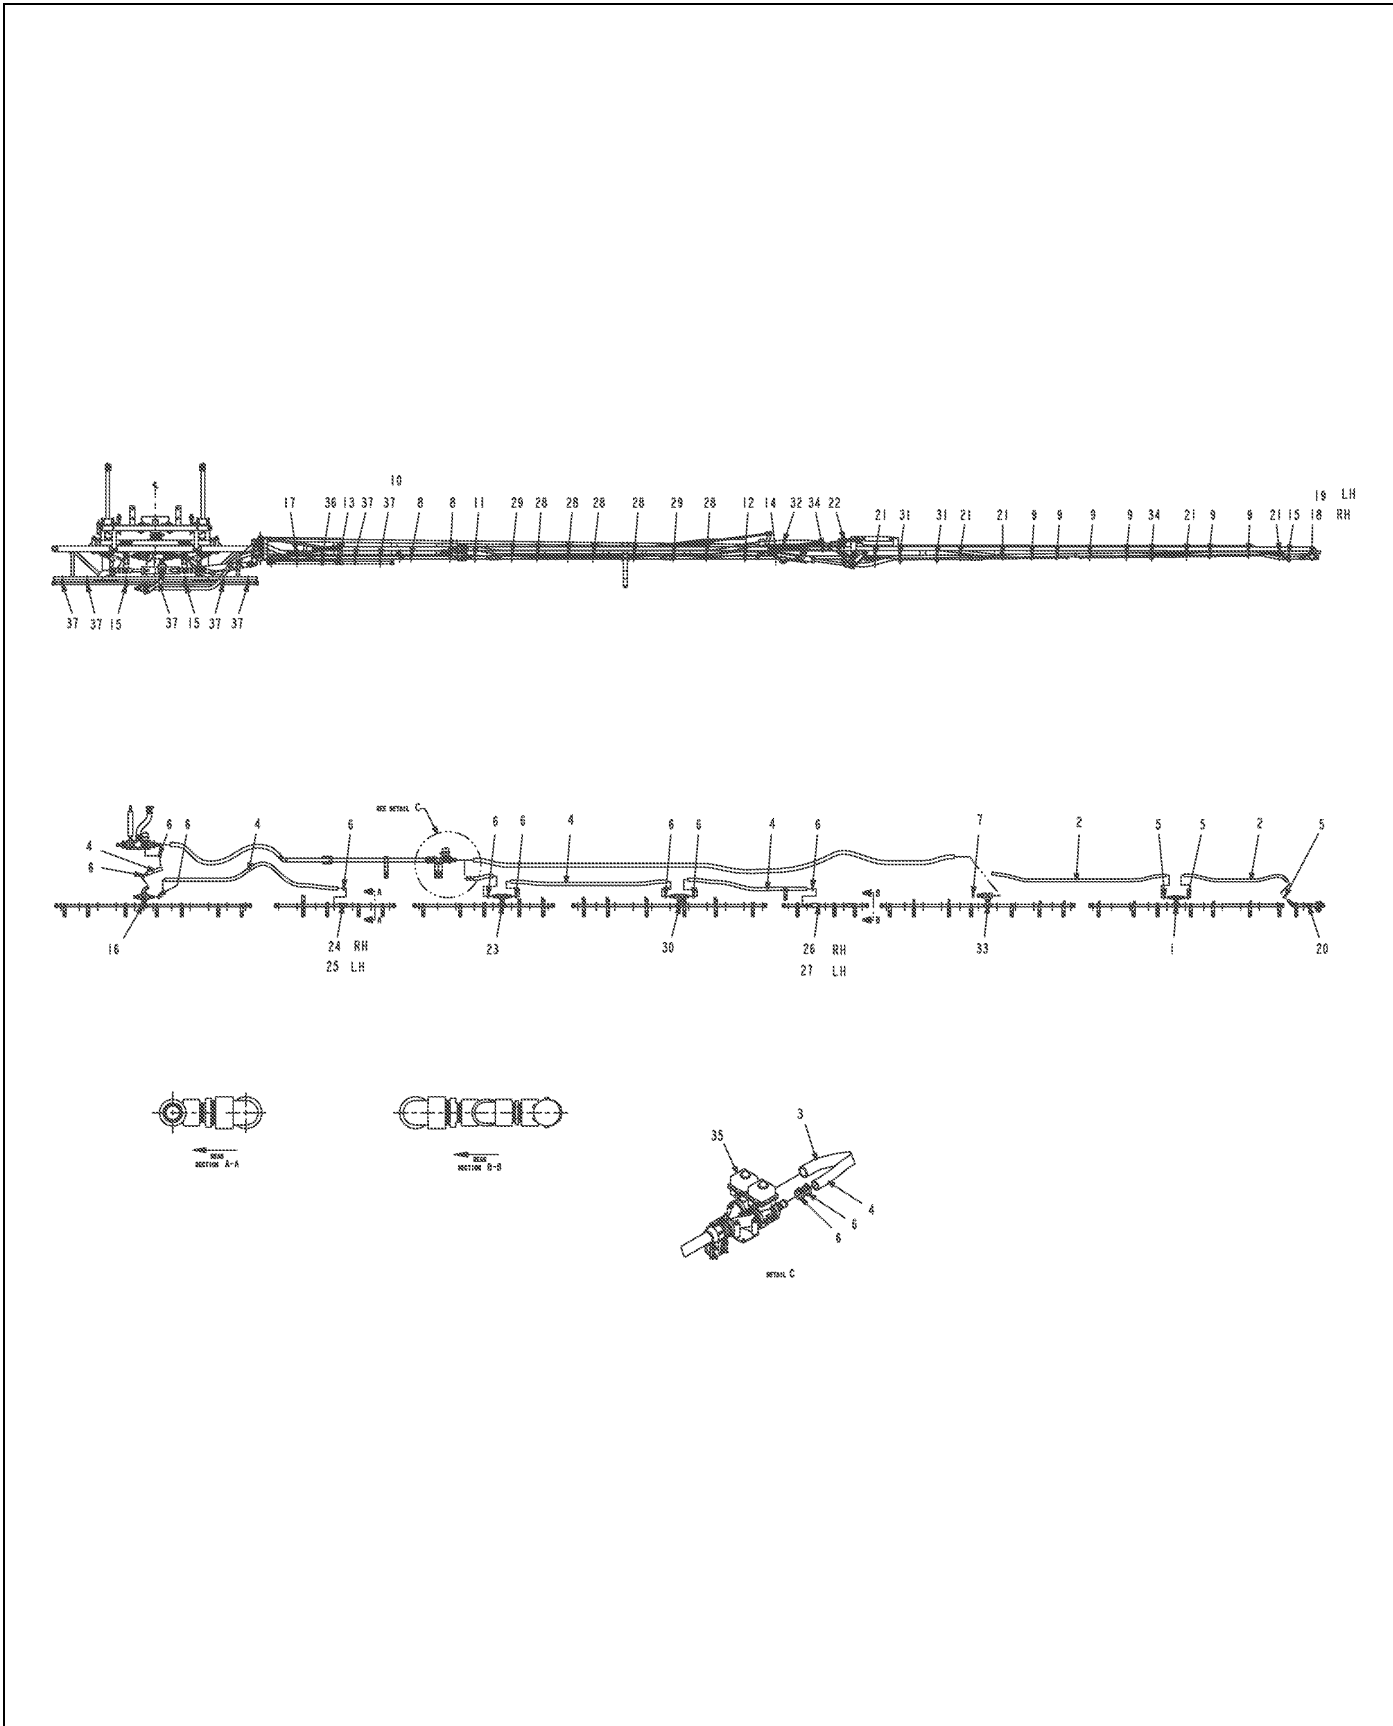 10
19 LH
17 36 13 37 37 8 8 11 29 28 28 28 28 29 28 12 14 32 34 22
21 31 31 21 21 9 9 9 9 34 21 9 9 21 15 18 RH
37 37 15 37 15 37 37
SEE DETAIL C
6 6 4 6 6 6 4 6 6 4 6 7 2 5 5 2 5
4
6
A B
A B
16 24 RH 23 30 26 RH 33 1 20
25 LH 27 LH
3
35
REAR
SECTION A-A
REAR
SECTION B-B
4
6
6
DETAIL C